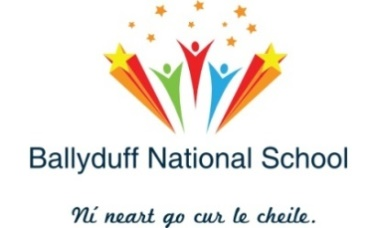 Ballyduff National School
Ní neart go cur le cheile.